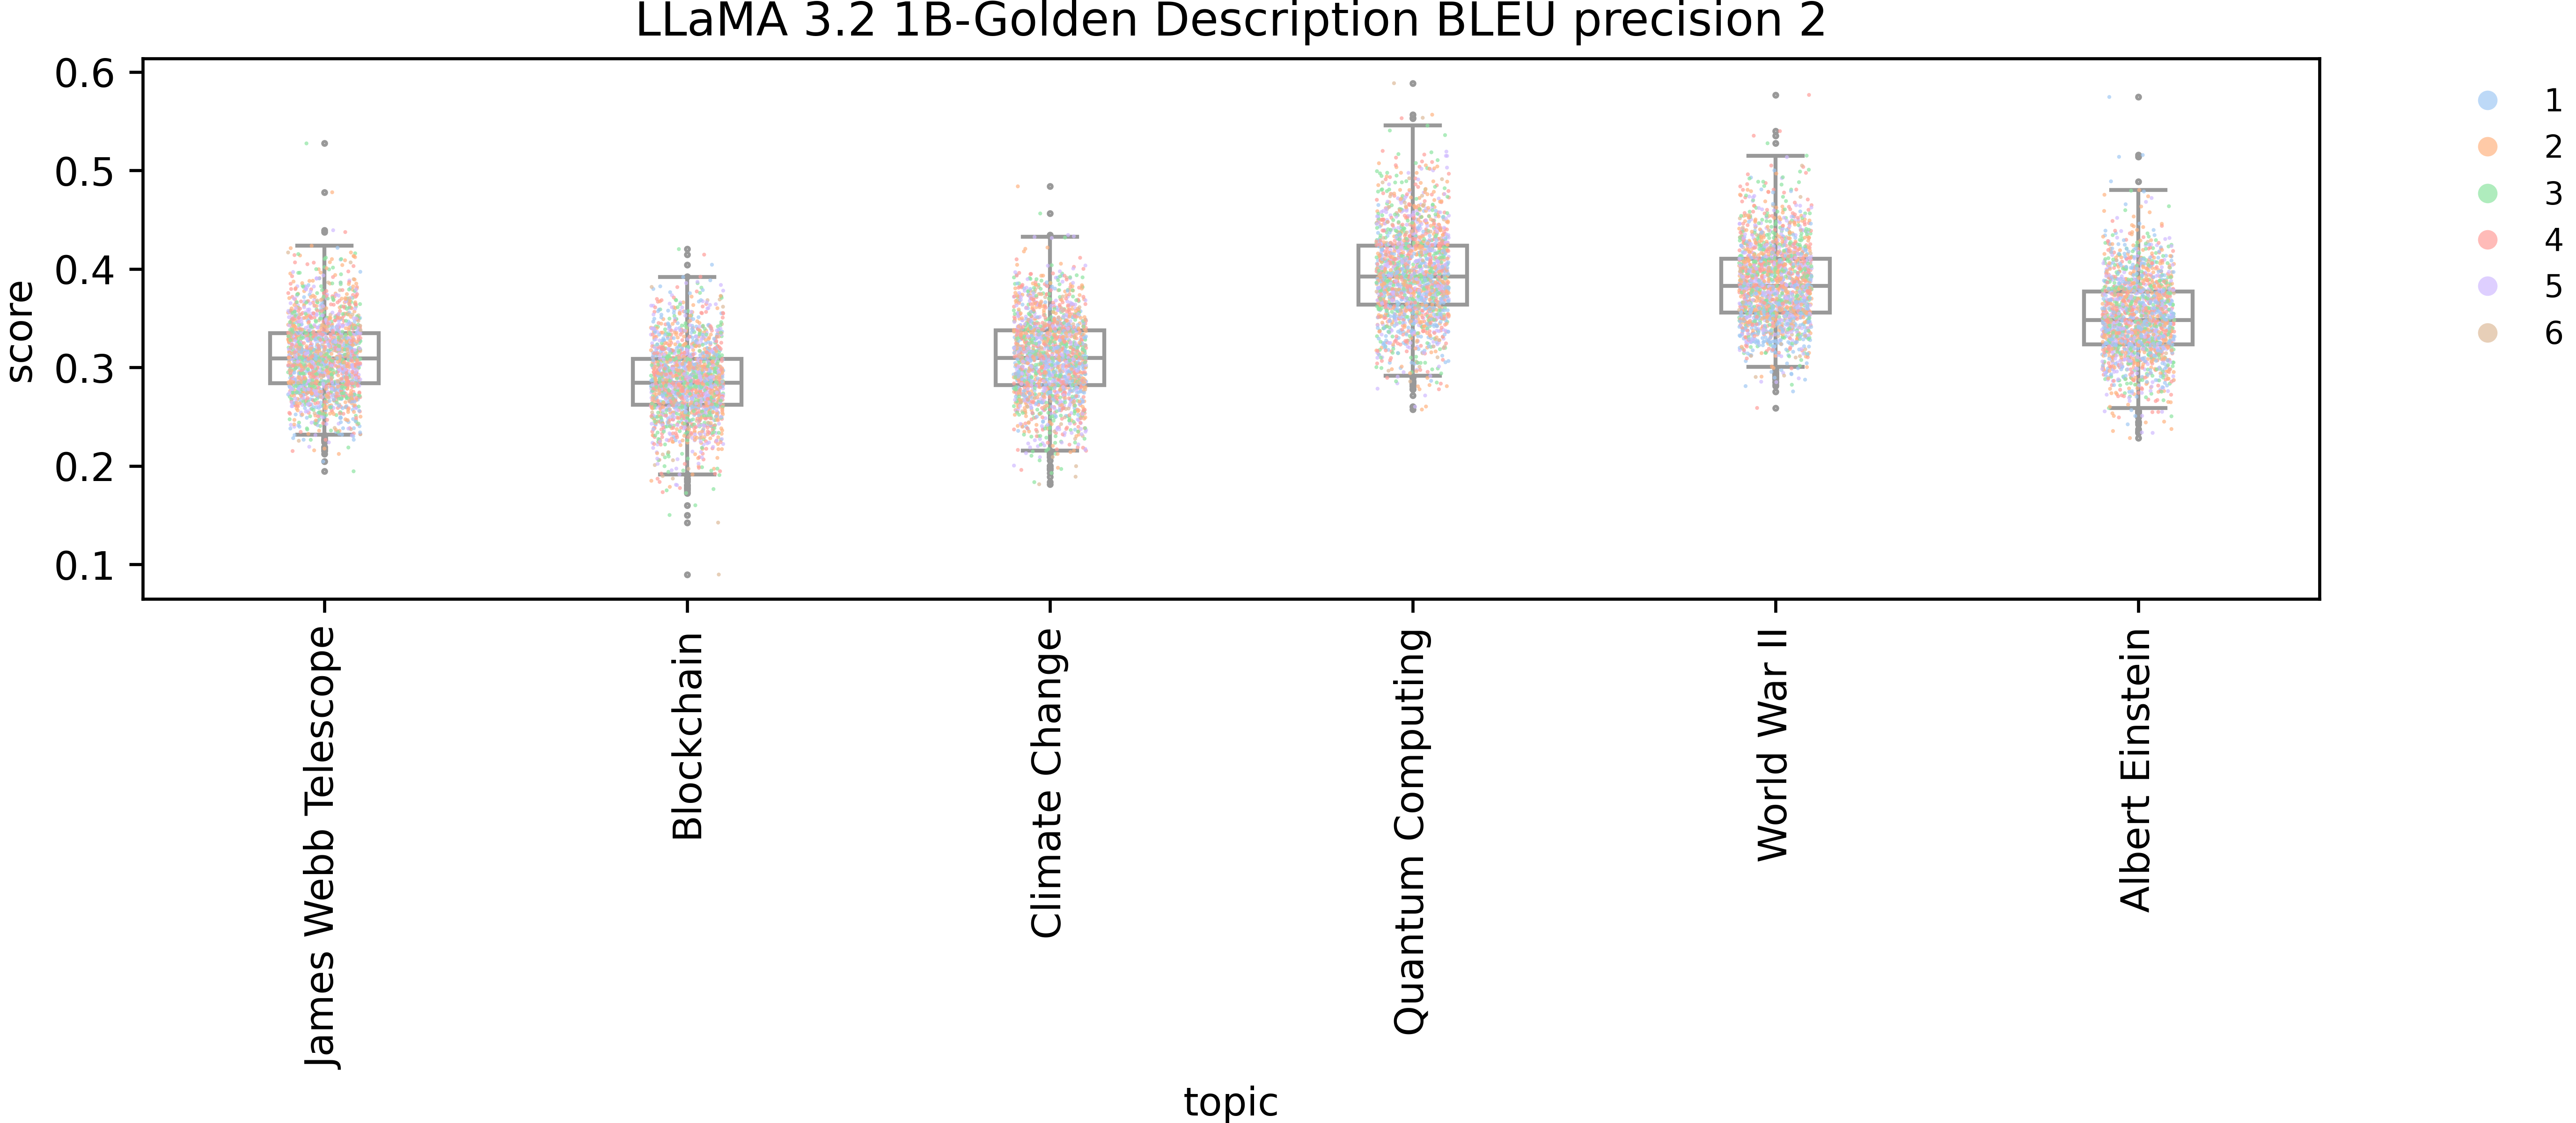 LLaMA 3.2 1B-Golden Description BLEU precision 2
score
0.6
0.5
0.4
0.3
0.2
0.1
James Webb Telescope
Blockchain
Climate Change
Quantum Computing
World War II
Albert Einstein
topic
1
2
3
4
5
6